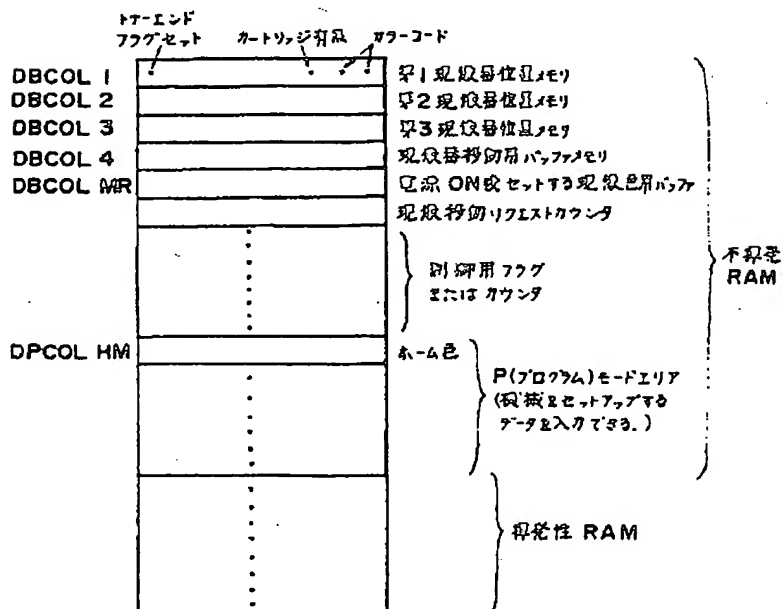 トナーエンド
フラグセット
カートリッジ有無
カラーコード
DBCOL 1
第1現像器位置メモリ
DBCOL 2
第2現像器位置メモリ
DBCOL 3
第3現像器位置メモリ
DBCOL 4
現像器移動用バッファメモリ
DBCOL MR
電源ON後セットする現像色用バッファ
現像移動リクエストカウンタ
制御用フラグ
またはカウンタ
不揮発
RAM
DPCOL HM
ホーム色
P(プログラム)モードエリア
(機械をセットアップする
データを入力できる。)
揮発性 RAM